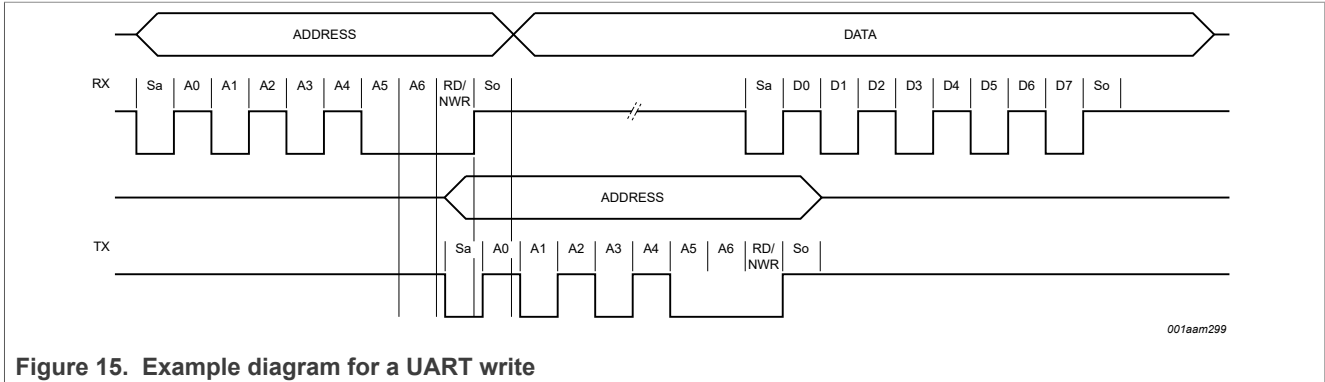 ADDRESS DATA
RX Sa A0 A1 A2 A3 A4 A5 A6 RD/ So Sa D0 D1 D2 D3 D4 D5 D6 D7 So
NWR
ADDRESS
TX Sa A0 A1 A2 A3 A4 A5 A6 RD/ So
NWR
001aam299
Figure 15. Example diagram for a UART write